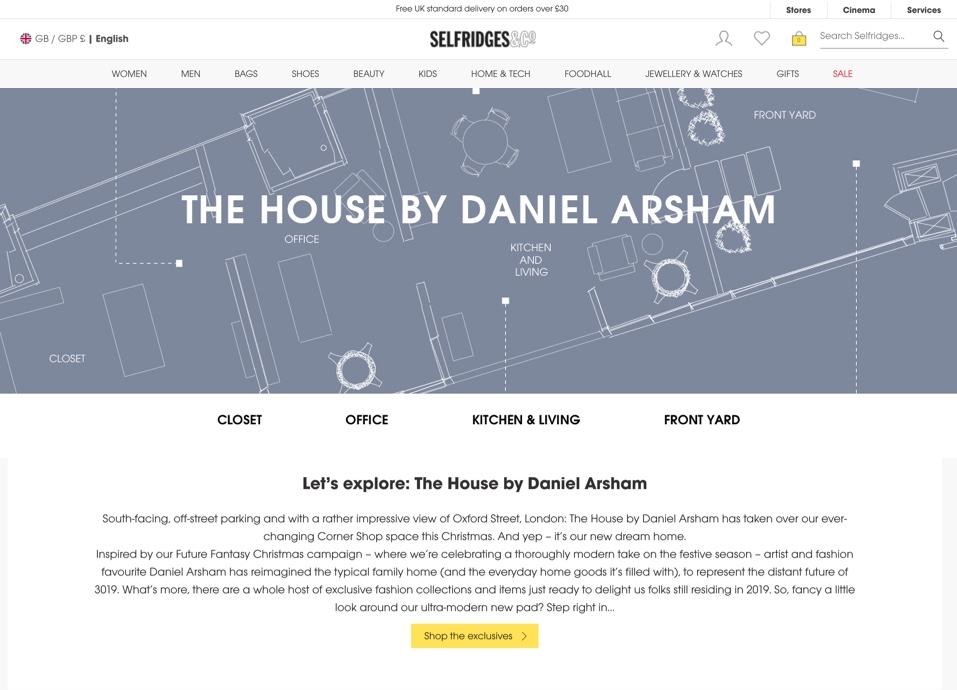 Free UK standard delivery on orders over £30
Stores
Cinema
Services
GB / GBP £ | English
SELFRIDGES&CO
0
Search Selfridges...
WOMEN
MEN
BAGS
SHOES
BEAUTY
KIDS
HOME & TECH
FOODHALL
JEWELLERY & WATCHES
GIFTS
SALE
FRONT YARD
THE HOUSE BY DANIEL ARSHAM
OFFICE
KITCHEN
AND
LIVING
CLOSET
CLOSET
OFFICE
KITCHEN & LIVING
FRONT YARD
Let's explore: The House by Daniel Arsham
South-facing, off-street parking and with a rather impressive view of Oxford Street, London: The House by Daniel Arsham has taken over our ever-
changing Corner Shop space this Christmas. And yep – it's our new dream home.
Inspired by our Future Fantasy Christmas campaign – where we're celebrating a thoroughly modern take on the festive season – artist and fashion
favourite Daniel Arsham has reimagined the typical family home (and the everyday home goods it's filled with), to represent the distant future of
3019. What's more, there are a whole host of exclusive fashion collections and items just ready to delight us folks still residing in 2019. So, fancy a little
look around our ultra-modern new pad? Step right in...
Shop the exclusives